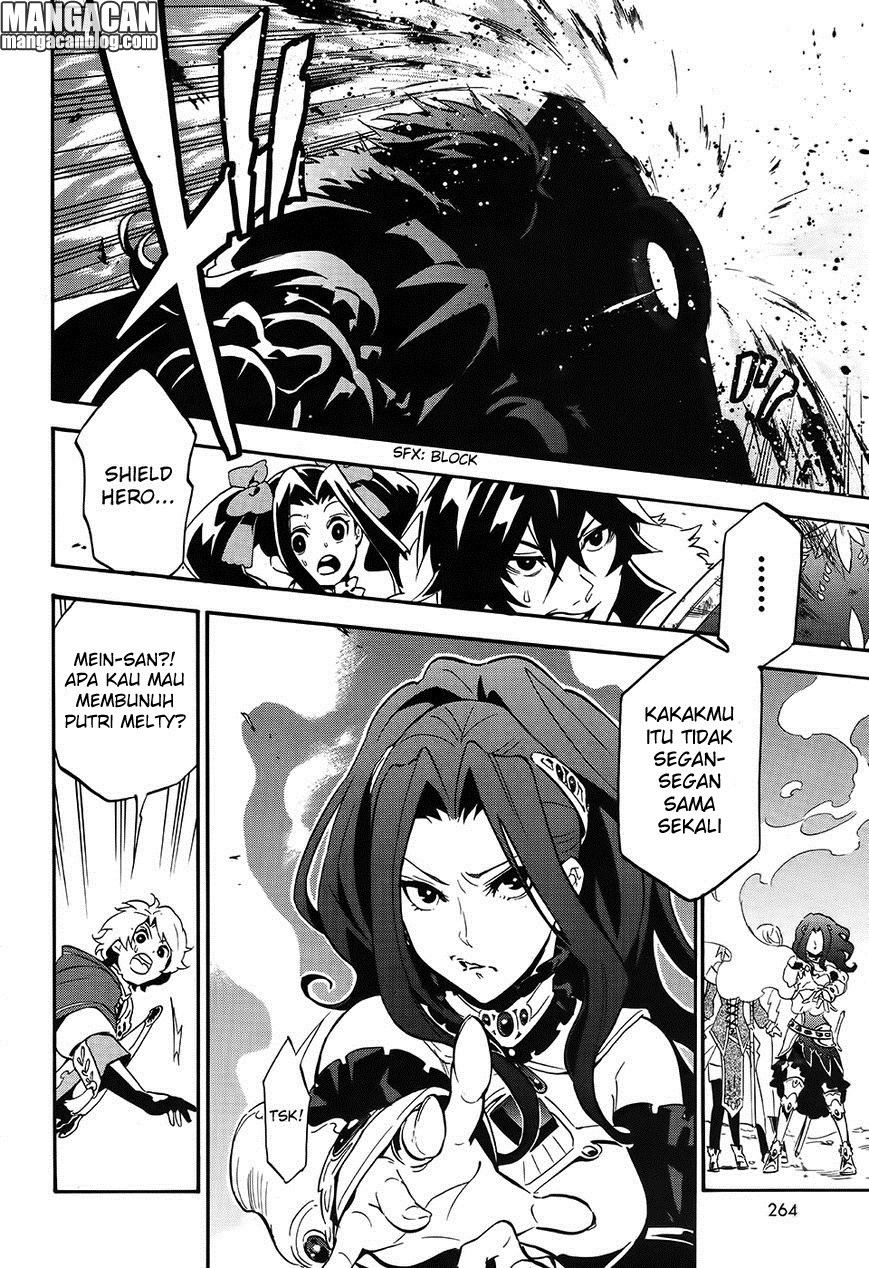 MANGACAN
mangacanblog.com
SFX: BLOCK
SHIELD
HERO...
......
KAKAKMU
ITU TIDAK
SEGAN-
SEGAN
SAMA
SEKALI
TSK!
MEIN-SAN?!
APA KAU MAU
MEMBUNUH
PUTRI MELTY?
264